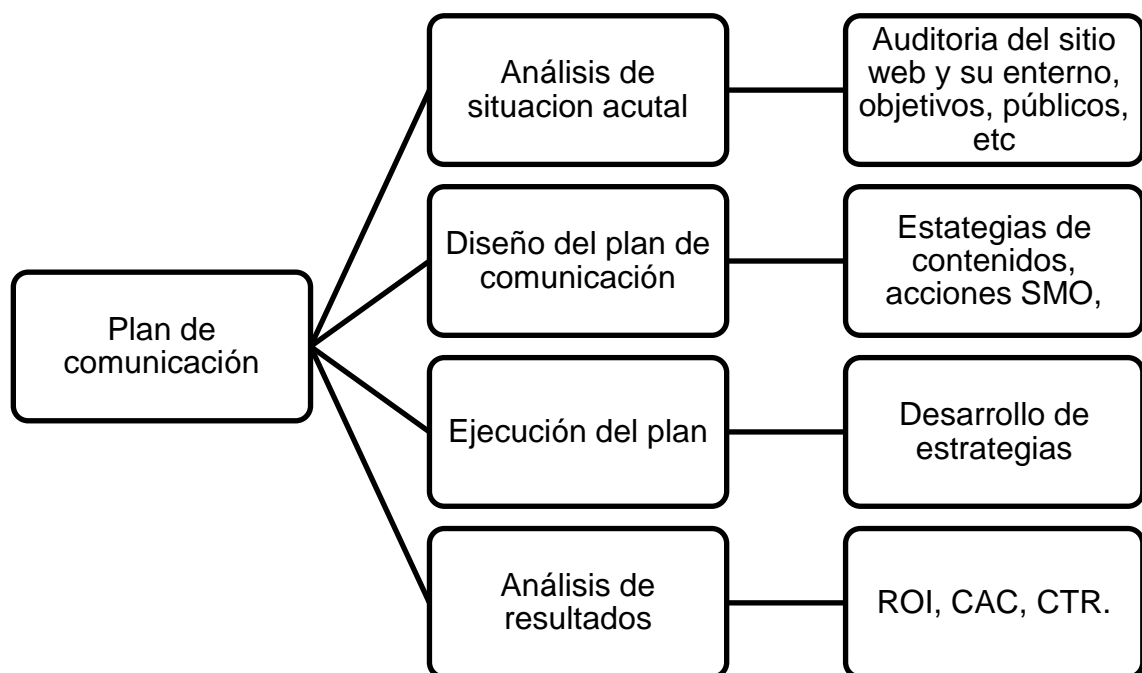 Plan de
comunicación
Análisis de
situacion acutal
Auditoria del sitio
web y su enterno,
objetivos, públicos,
etc
Diseño del plan de
comunicación
Estategias de
contenidos,
acciones SMO,
Ejecución del plan
Desarrollo de
estrategias
Análisis de
resultados
ROI, CAC, CTR.